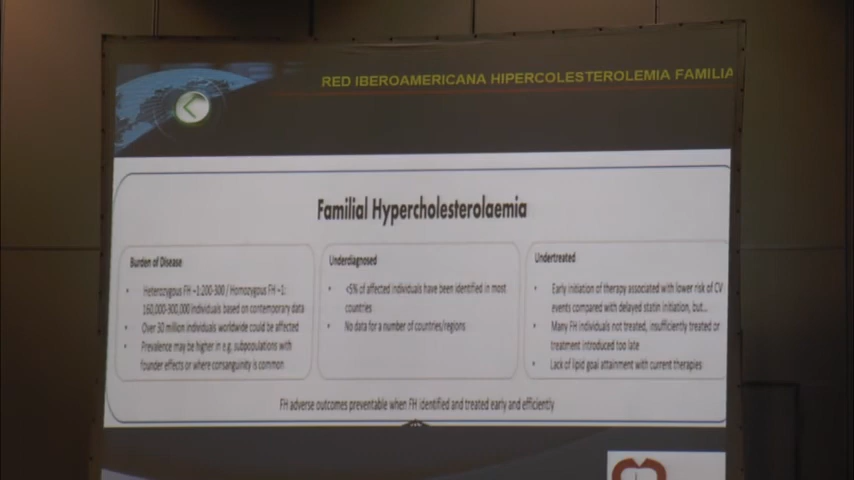 RED IBEROAMERICANA HIPERCOLESTEROLEMIA FAMILIA
Familial Hypercholesterolaemia
Burden of Disease
• Heterozygous FH ~1:200-300 / Homozygous FH ~1:
160,000-300,000 individuals based on contemporary data
• Over 30 million individuals worldwide could be affected
• Prevalence may be higher in e.g. subpopulations with
founder effects or where consanguinity is common
Underdiagnosed
• <5% of affected individuals have been identified in most
countries
• No data for a number of countries/regions
Undertreated
• Early initiation of therapy associated with lower risk of CV
events compared with delayed statin initiation, but...
• Many FH individuals not treated, insufficiently treated or
treatment introduced too late
• Lack of lipid goal attainment with current therapies
FH adverse outcomes preventable when FH identified and treated early and efficiently